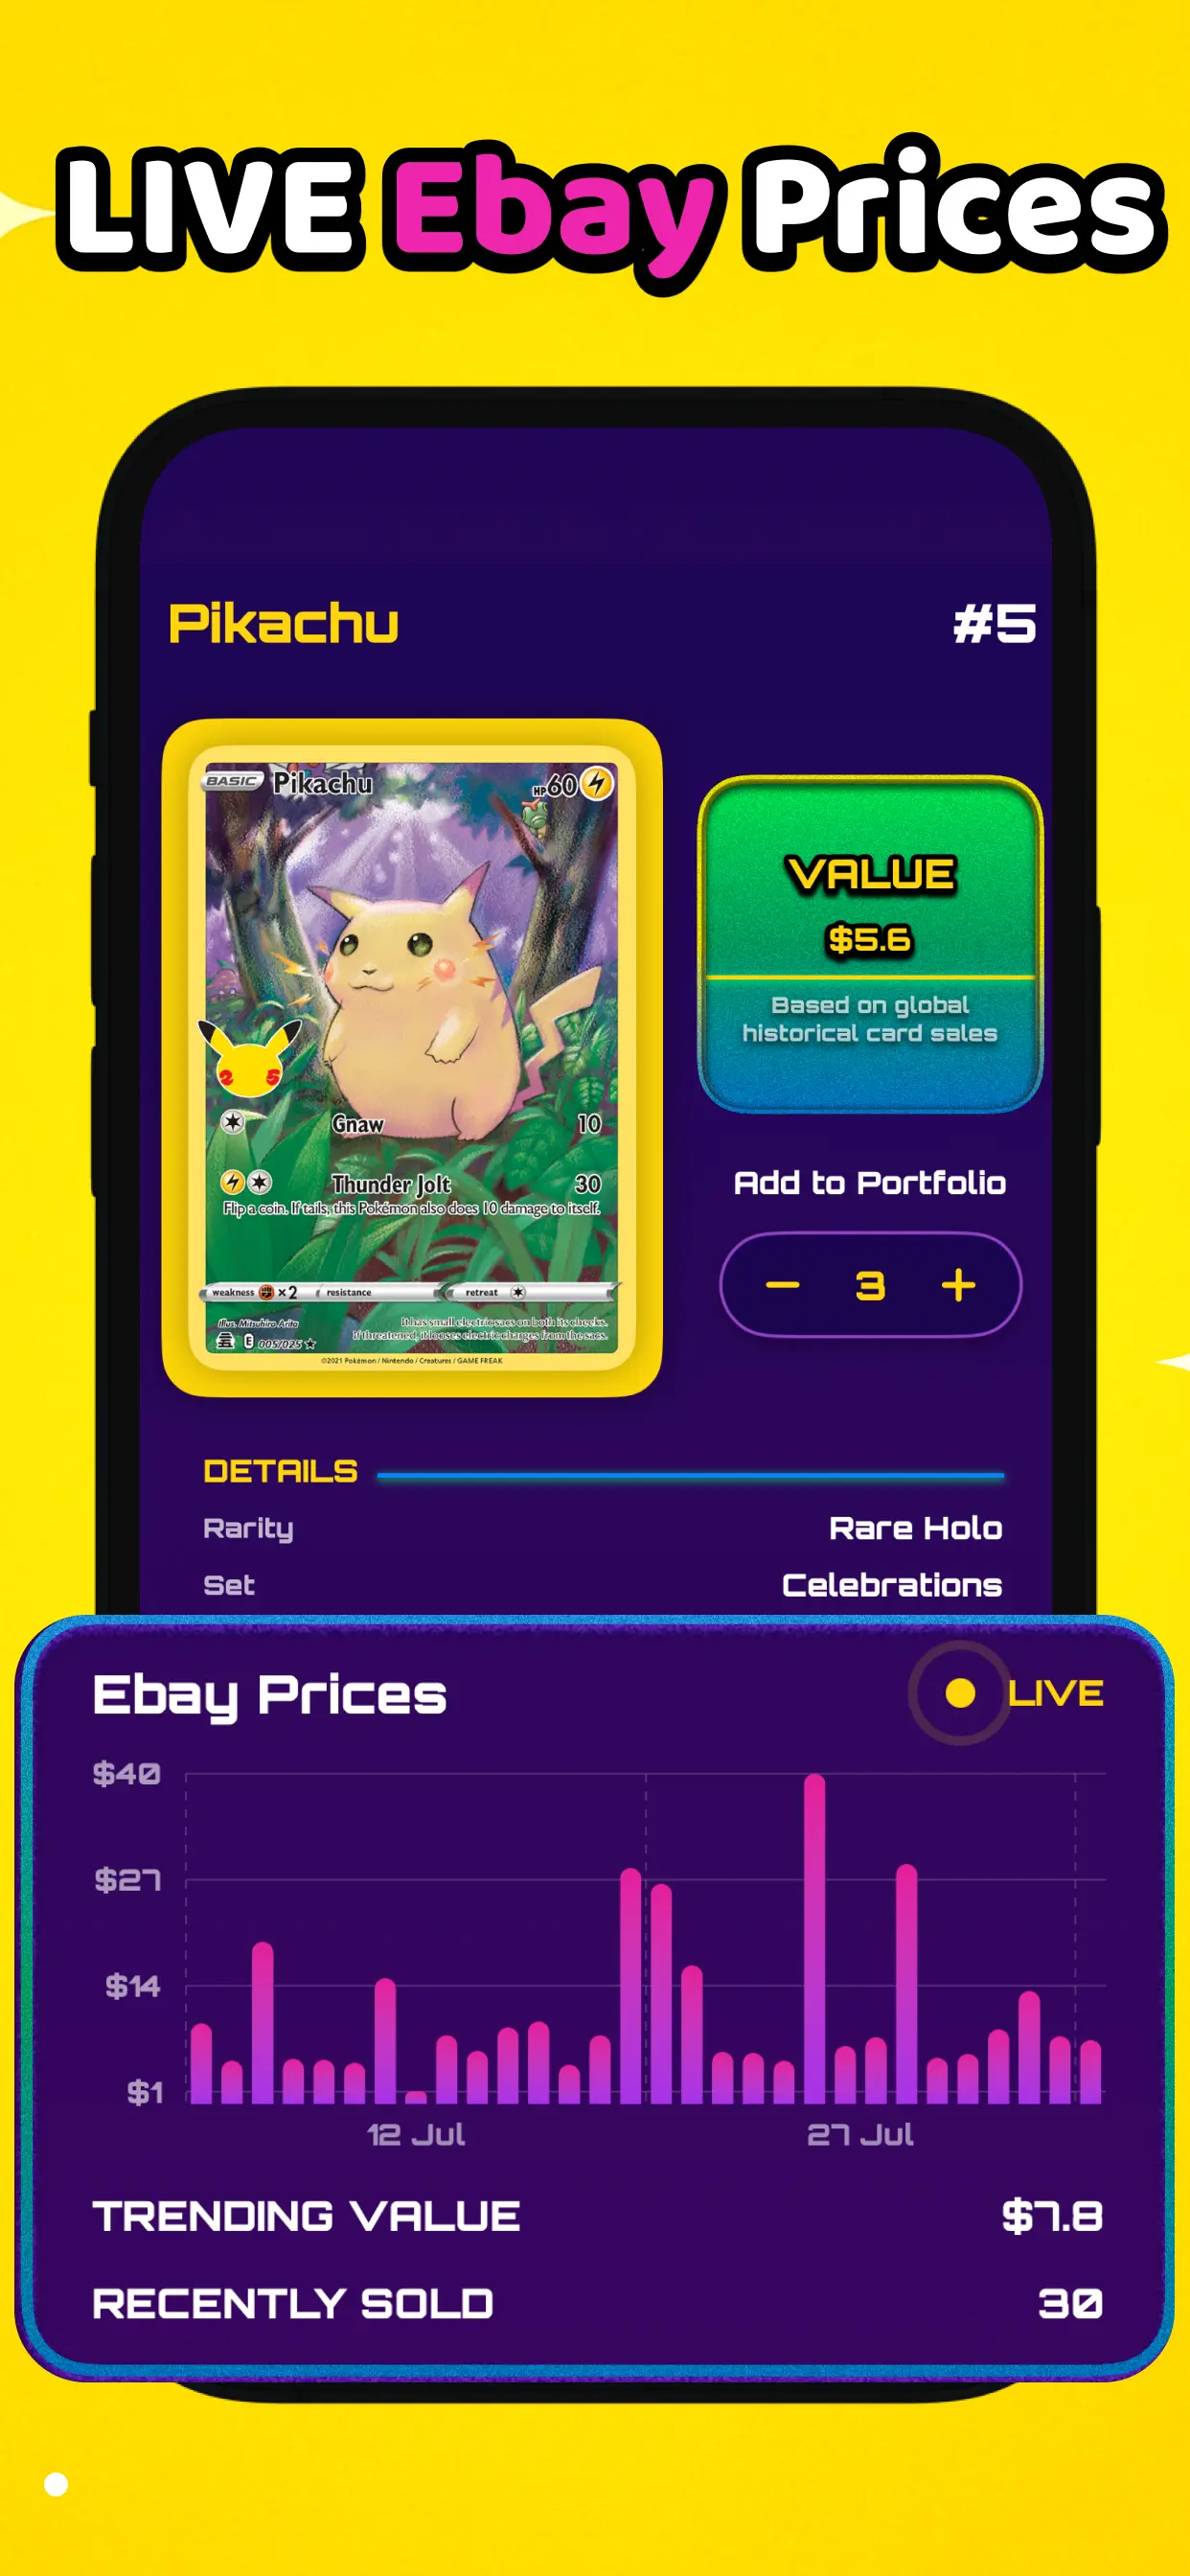 LIVE Ebay Prices
Pikachu
#5
BASIC Pikachu HP60
2 5
Gnaw 10
Thunder Jolt 30
Flip a coin. If tails, this Pokémon also does 10 damage to itself.
weakness ×2 resistance retreat
Illus. Mitsuhiro Arita
It has small electric sacs on both its cheeks.
If threatened, it looses electric charges from the sacs.
E 005/025 ★
©2021 Pokémon / Nintendo / Creatures / GAME FREAK
VALUE
$5.6
Based on global
historical card sales
Add to Portfolio
− 3 +
DETAILS
Rarity Rare Holo
Set Celebrations
Ebay Prices
LIVE
$40
$27
$14
$1
12 Jul 27 Jul
TRENDING VALUE $7.8
RECENTLY SOLD 30